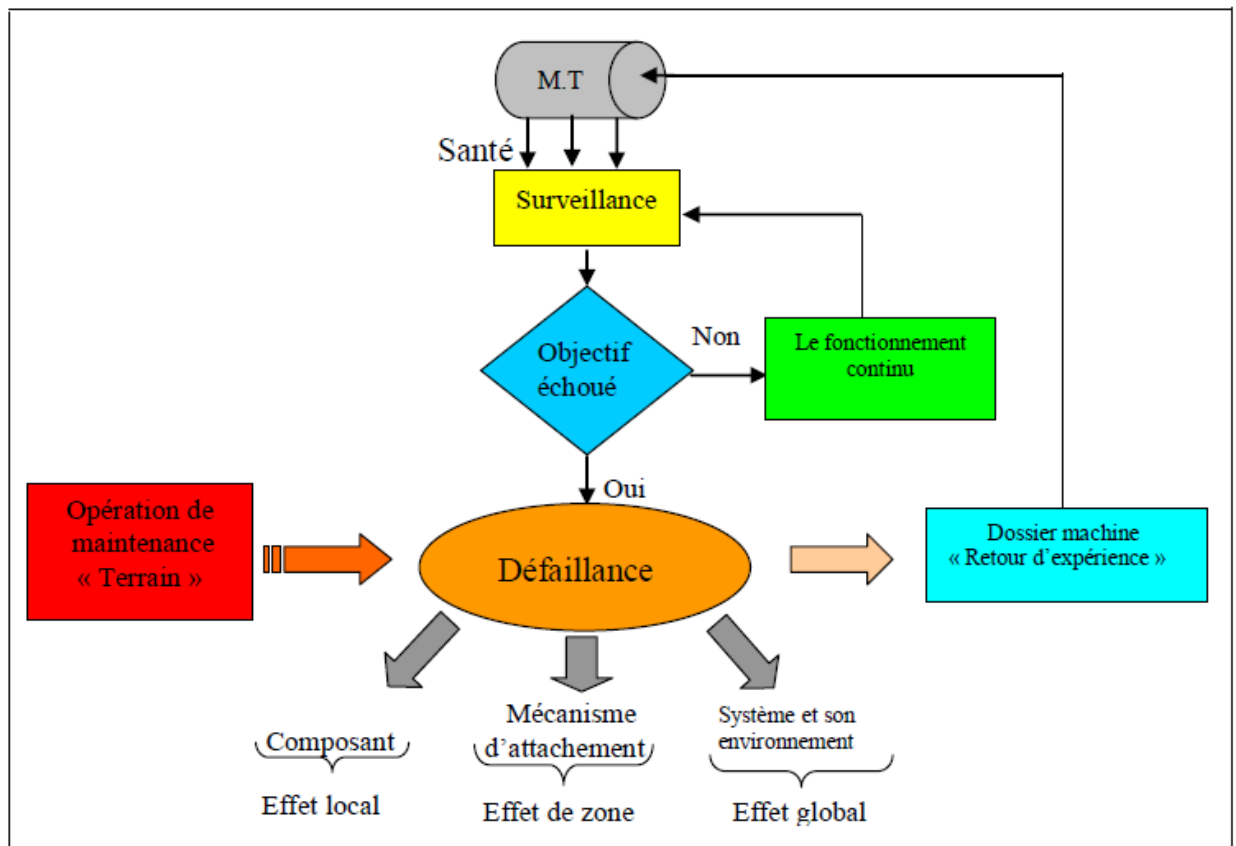 M.T
Santé
Surveillance
Objectif
échoué
Non
Le fonctionnement
continu
Oui
Opération de
maintenance
« Terrain »
Défaillance
Dossier machine
« Retour d’expérience »
Composant
Effet local
Mécanisme
d’attachement
Effet de zone
Système et son
environnement
Effet global